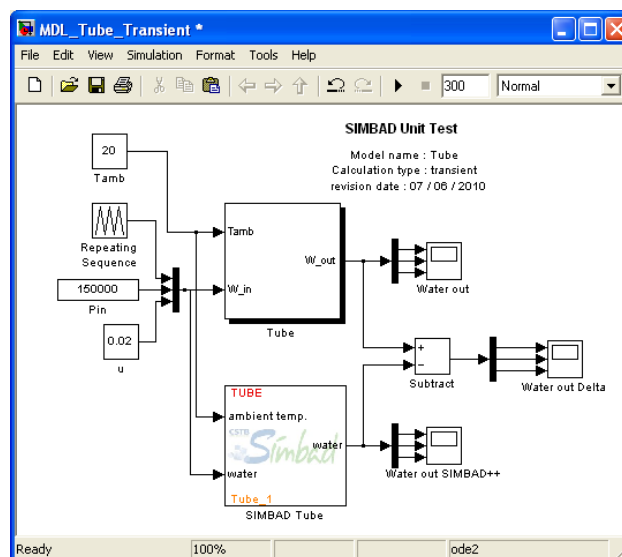 MDL_Tube_Transient *
File Edit View Simulation Format Tools Help
300 Normal
SIMBAD Unit Test
Model name : Tube
Calculation type : transient
revision date : 07 / 06 / 2010
20
Tamb
Repeating
Sequence
150000
Pin
0.02
u
Tamb
W_in
W_out
Tube
Water out
+
−
Subtract
Water out Delta
TUBE
ambient temp.
CSTB
Simbad
water
water
Tube_1
SIMBAD Tube
Water out SIMBAD++
Ready 100% ode2